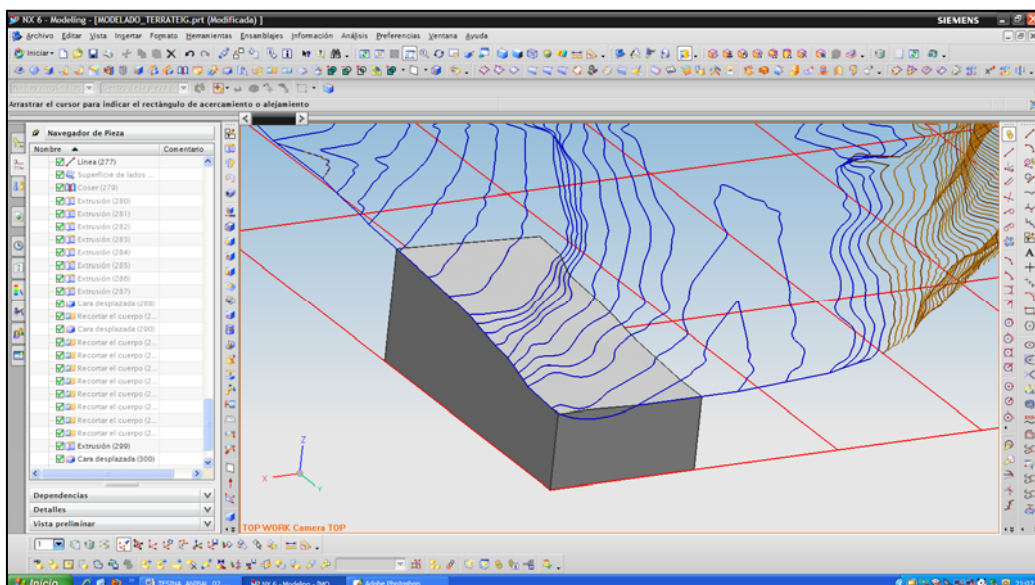 NX 6 - Modeling - [MODELADO_TERRATEIG.prt (Modificada) ]
SIEMENS
Archivo Editar Vista Insertar Formato Herramientas Ensamblajes Información Análisis Preferencias Ventana Ayuda
Iniciar
Arrastrar el cursor para indicar el rectángulo de acercamiento o alejamiento
Navegador de Pieza
Nombre Comentario
Línea (277)
Superficie de lados ...
Coser (279)
Extrusión (280)
Extrusión (281)
Extrusión (282)
Extrusión (283)
Extrusión (284)
Extrusión (285)
Extrusión (286)
Extrusión (287)
Cara desplazada (288)
Recortar el cuerpo (2...
Cara desplazada (290)
Recortar el cuerpo (2...
Recortar el cuerpo (2...
Recortar el cuerpo (2...
Recortar el cuerpo (2...
Recortar el cuerpo (2...
Recortar el cuerpo (2...
Recortar el cuerpo (2...
Recortar el cuerpo (2...
Extrusión (299)
Cara desplazada (300)
Dependencias
Detalles
Vista preliminar
Z
X
Y
TOP WORK Camera TOP
1
Inicio
NX 6 - Modeling - [MO...
Adobe Photoshop